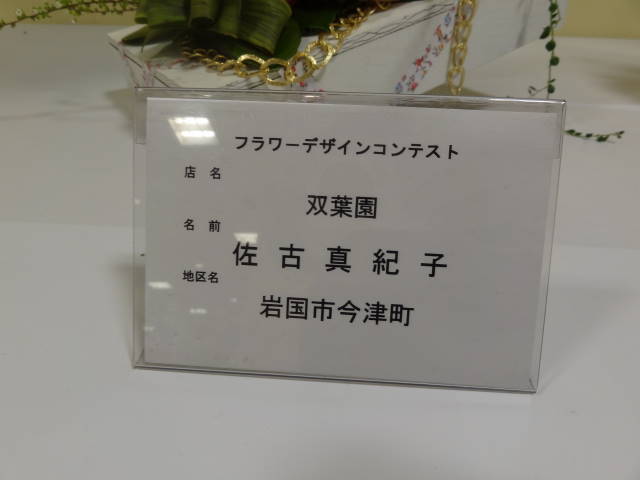 フラワーデザインコンテスト
店 名
双葉園
名 前
佐 古 真 紀 子
地区名
岩国市今津町